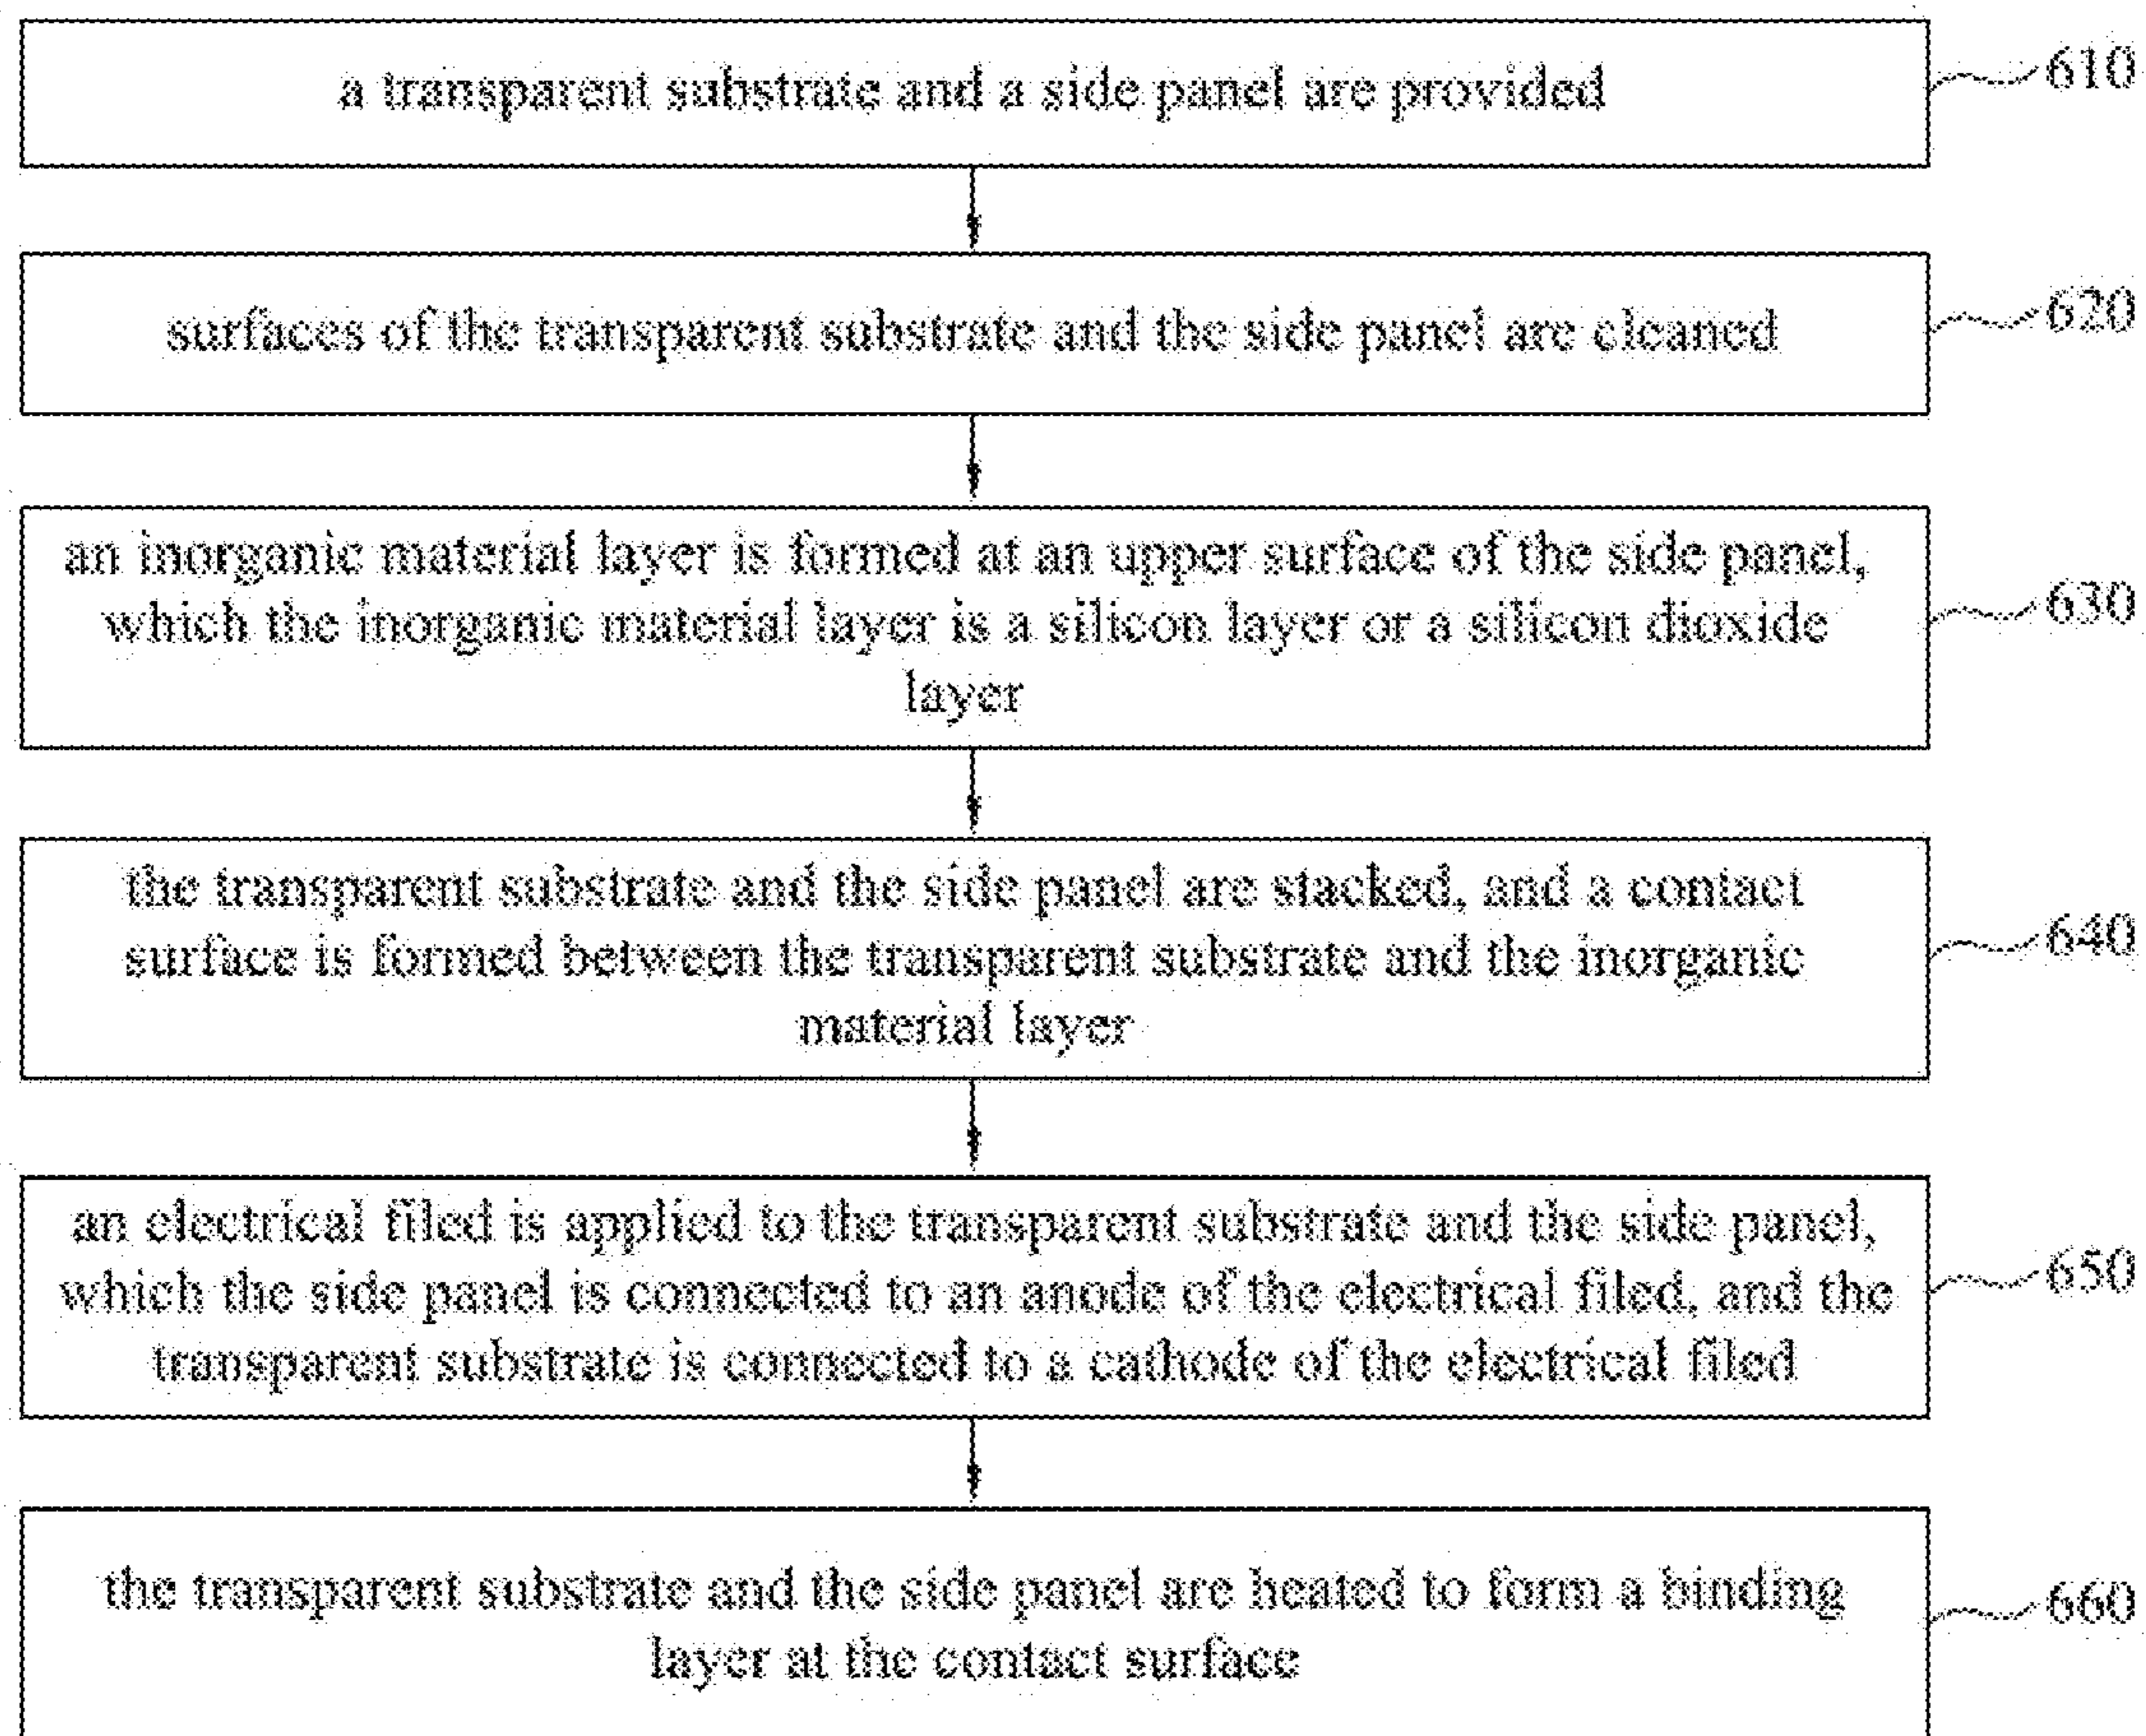 a transparent substrate and a side panel are provided
610
surfaces of the transparent substrate and the side panel are cleaned
620
an inorganic material layer is formed at an upper surface of the side panel,
which the inorganic material layer is a silicon layer or a silicon dioxide
layer
630
the transparent substrate and the side panel are stacked, and a contact
surface is formed between the transparent substrate and the inorganic
material layer
640
an electrical filed is applied to the transparent substrate and the side panel,
which the side panel is connected to an anode of the electrical filed, and the
transparent substrate is connected to a cathode of the electrical filed
650
the transparent substrate and the side panel are heated to form a binding
layer at the contact surface
660